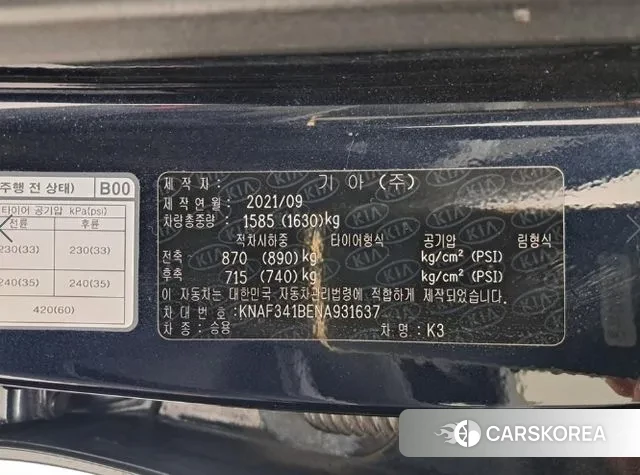 주행 전 상태) B00
타이어 공기압 kPa(psi)
전륜 후륜
230(33) 230(33)
240(35) 240(35)
420(60)
제 작 자 : 기 아 (주)
제 작 연 월 : 2021/09
차량총중량 : 1585 (1630)kg
적차시하중 타이어형식 공기압 림형식
전축 : 870 (890)kg kg/cm² (PSI)
후축 : 715 (740)kg kg/cm² (PSI)
이 자동차는 대한민국 자동차관리법령에 적합하게 제작되었습니다.
차 대 번 호 : KNAF341BENA931637
차 종 : 승용 차 명 : K3
CARSKOREA